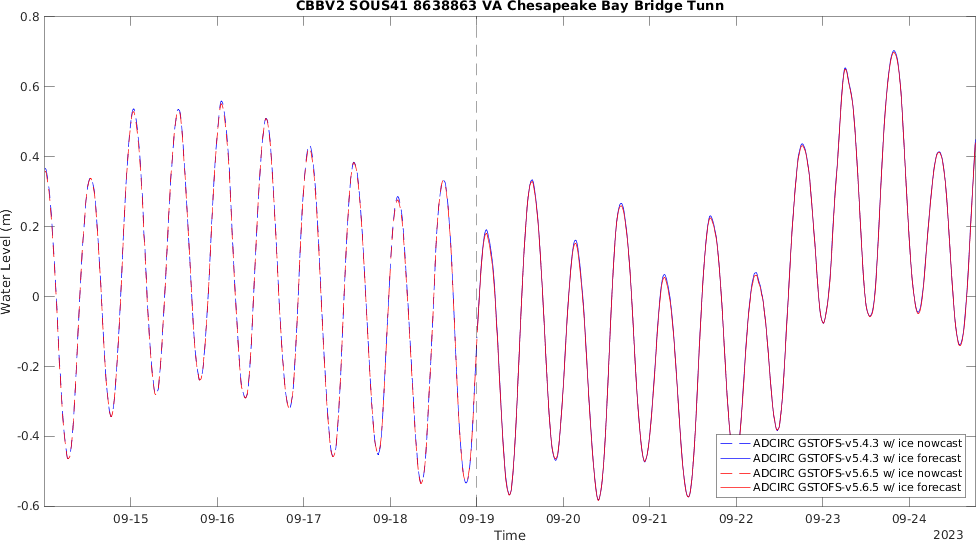 CBBV2 SOUS41 8638863 VA Chesapeake Bay Bridge Tunn
0.8
0.6
0.4
0.2
0
-0.2
-0.4
-0.6
Water Level (m)
ADCIRC GSTOFS-v5.4.3 w/ ice nowcast
ADCIRC GSTOFS-v5.4.3 w/ ice forecast
ADCIRC GSTOFS-v5.6.5 w/ ice nowcast
ADCIRC GSTOFS-v5.6.5 w/ ice forecast
09-15 09-16 09-17 09-18 09-19 09-20 09-21 09-22 09-23 09-24
Time
2023